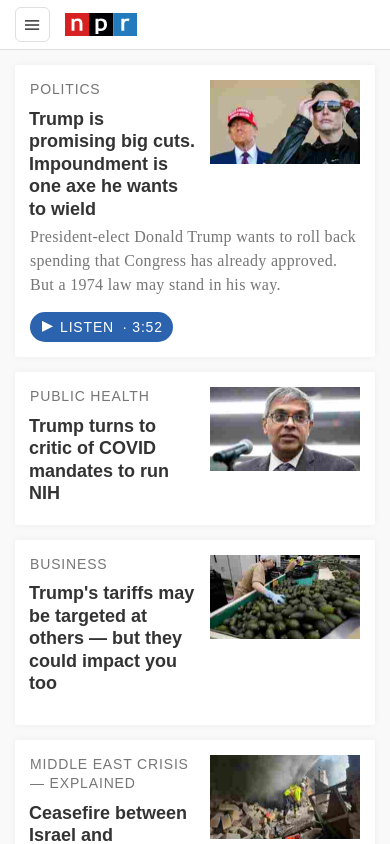 npr
POLITICS
Trump is
promising big cuts.
Impoundment is
one axe he wants
to wield
President-elect Donald Trump wants to roll back
spending that Congress has already approved.
But a 1974 law may stand in his way.
LISTEN · 3:52
PUBLIC HEALTH
Trump turns to
critic of COVID
mandates to run
NIH
BUSINESS
Trump's tariffs may
be targeted at
others — but they
could impact you
too
MIDDLE EAST CRISIS
— EXPLAINED
Ceasefire between
Israel and